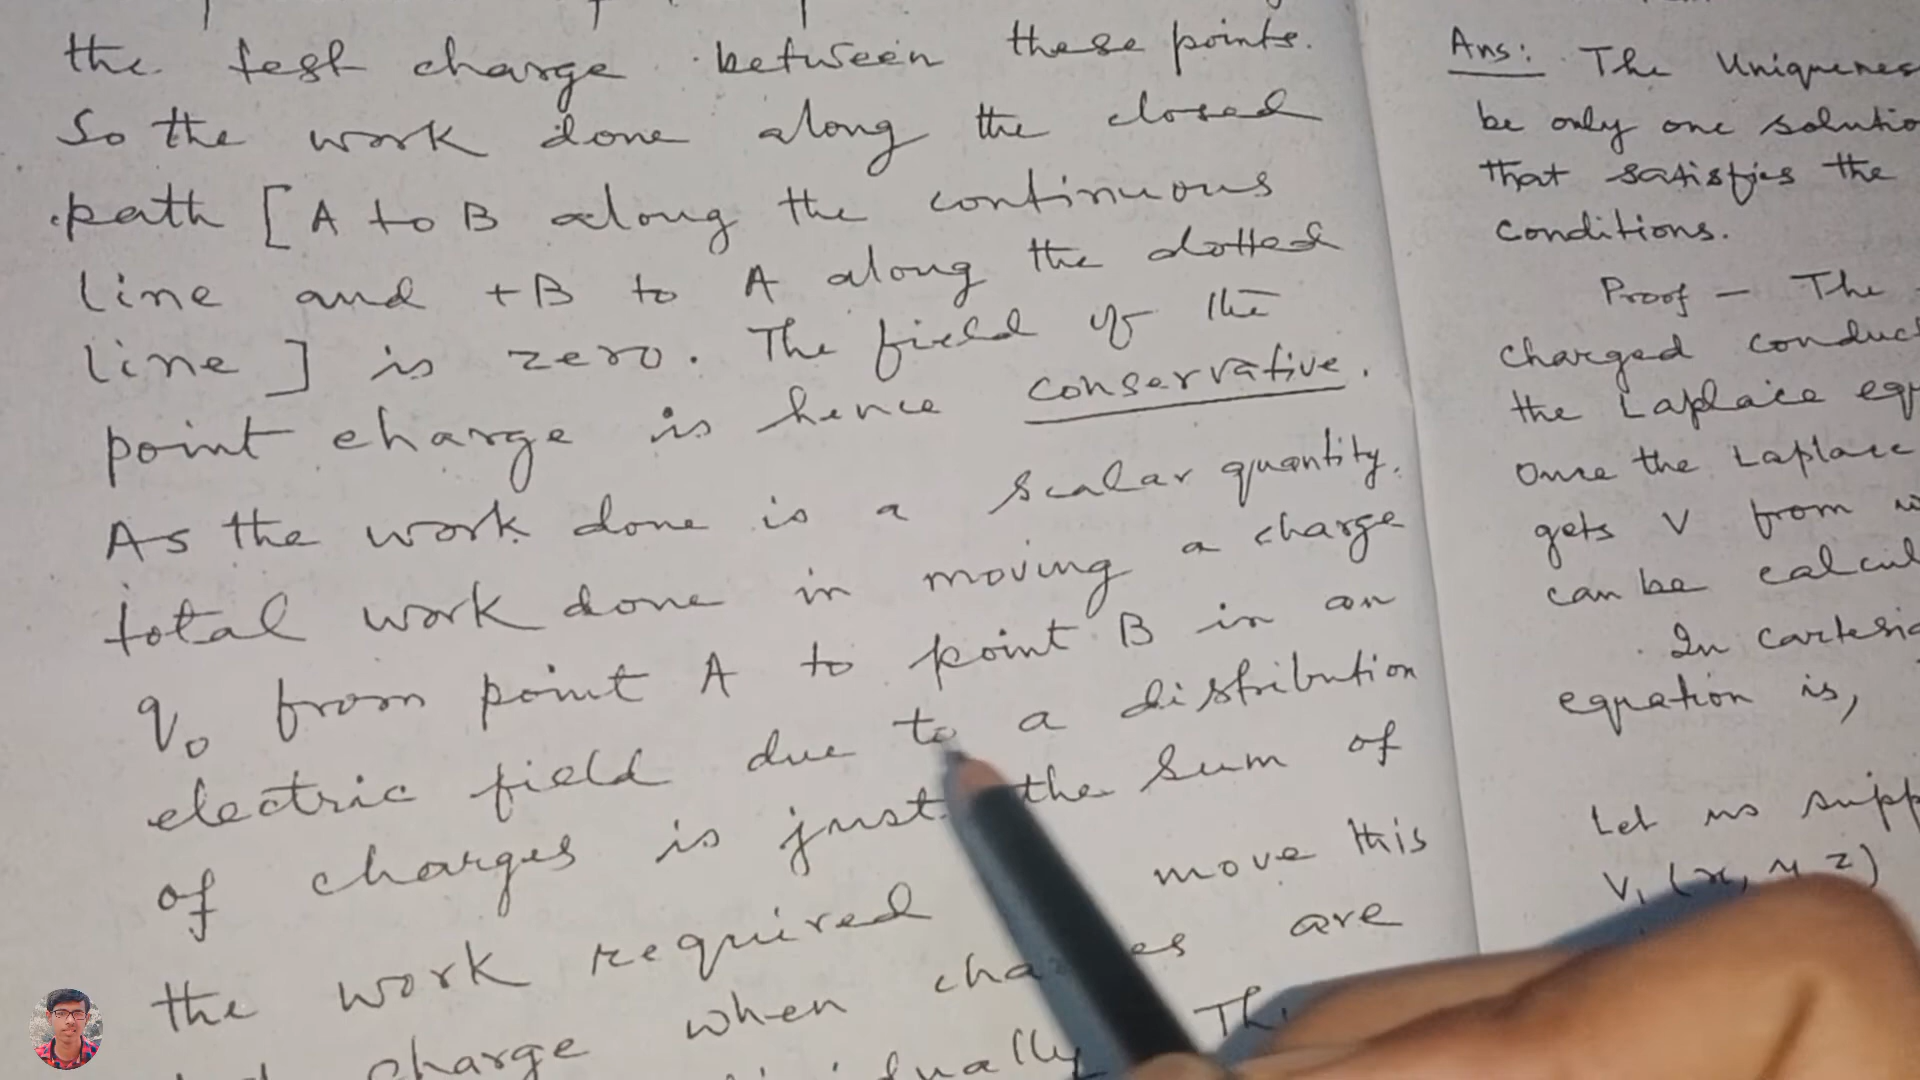 the test charge between these points.
So the work done along the closed
path [A to B along the continuous
line and +B to A along the dotted
line] is zero. The field of the
point charge is hence conservative.
As the work done is a scalar quantity,
total work done in moving a charge
q₀ from point A to point B in an
electric field due to a distribution
of charges is just the sum of
the work required move this
charge when are
Ans: The
be only one
that satisfies the
conditions.
Proof - The
charged
the Laplace
Once the Laplace
gets V from
can be
In
equation is,
Let us
V₁ (x, y, z)